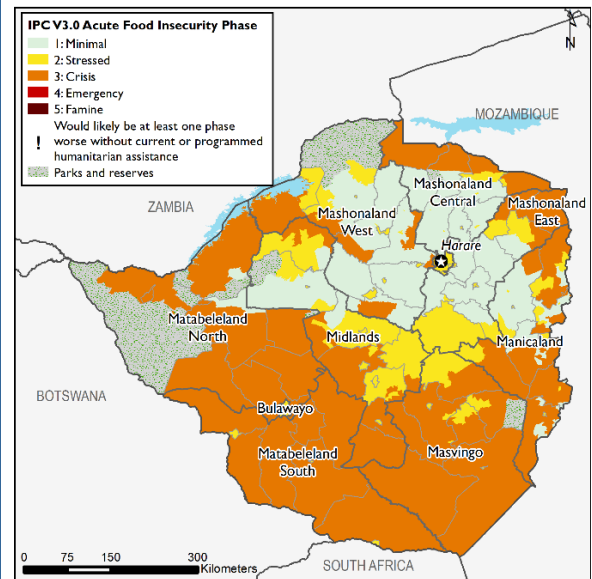 IPC V3.0 Acute Food Insecurity Phase
1: Minimal
2: Stressed
3: Crisis
4: Emergency
5: Famine
! Would likely be at least one phase
worse without current or programmed
humanitarian assistance
Parks and reserves
N
MOZAMBIQUE
ZAMBIA
Mashonaland
Central
Mashonaland
East
Mashonaland
West
Harare
Matabeleland
North
Midlands
Manicaland
BOTSWANA
Bulawayo
Matabeleland
South
Masvingo
0 75 150 300
Kilometers
SOUTH AFRICA